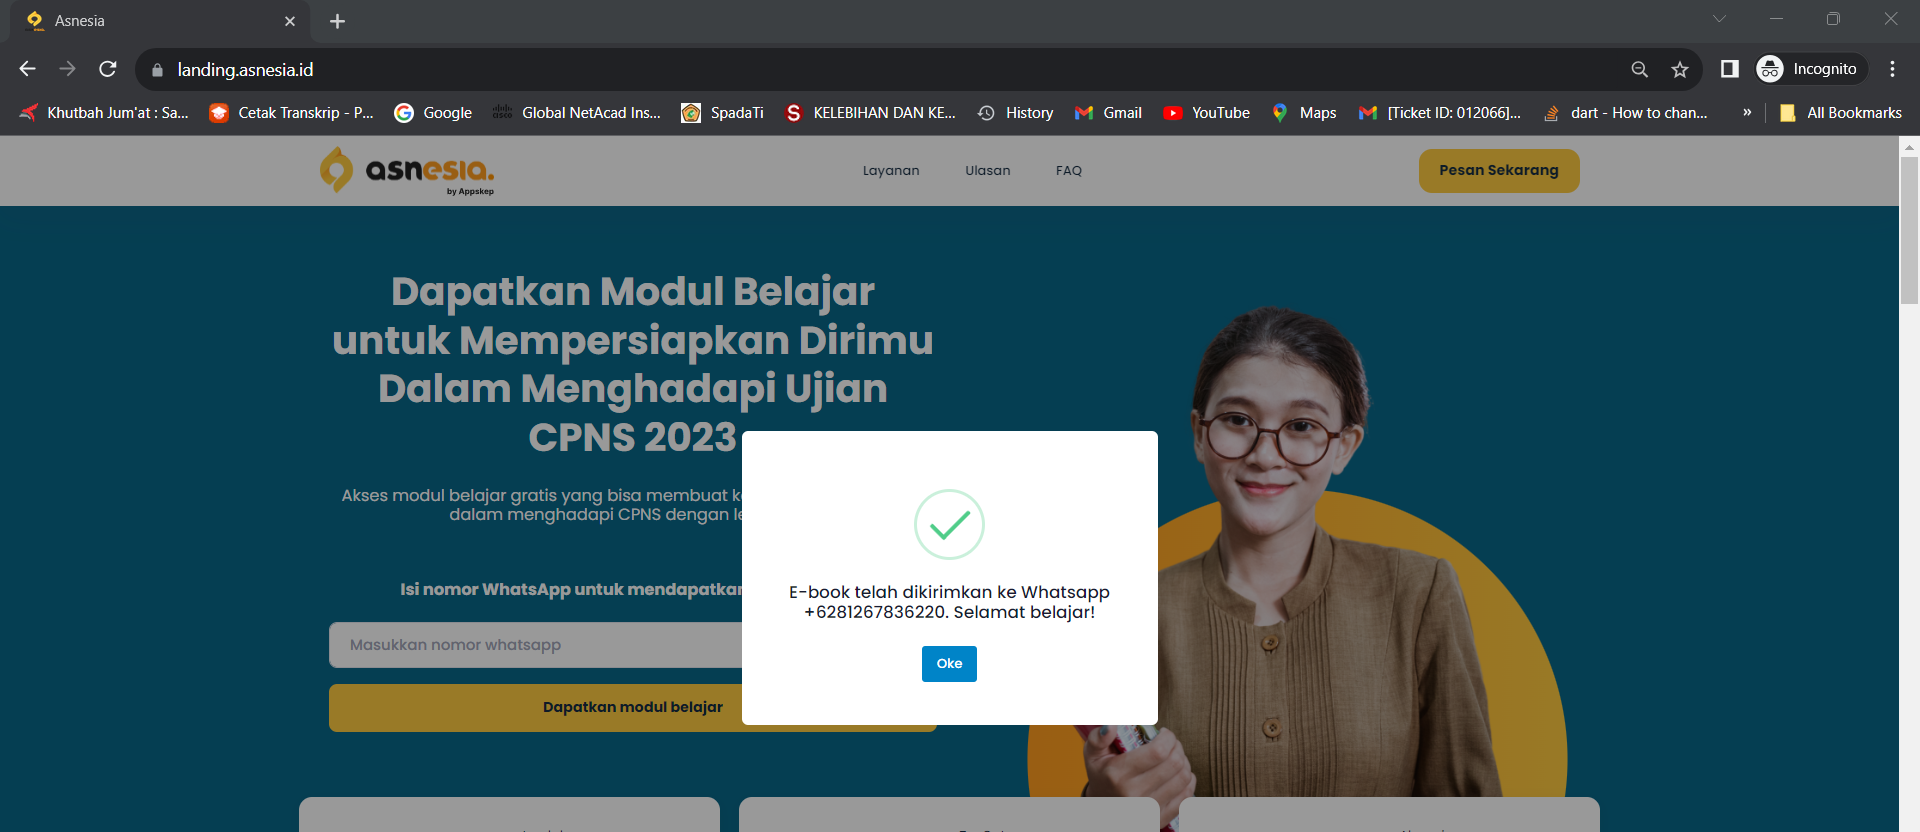 Asnesia
landing.asnesia.id
Incognito
Khutbah Jum'at : Sa...
Cetak Transkrip - P...
Google
Global NetAcad Ins...
SpadaTi
KELEBIHAN DAN KE...
History
Gmail
YouTube
Maps
[Ticket ID: 012066]...
dart - How to chan...
»
All Bookmarks
asnesia.
by Appskep
Layanan
Ulasan
FAQ
Pesan Sekarang
Dapatkan Modul Belajar
untuk Mempersiapkan Dirimu
Dalam Menghadapi Ujian
CPNS 2023
Akses modul belajar gratis yang bisa membuat
dalam menghadapi CPNS dengan
Isi nomor WhatsApp untuk mendapatkan
Masukkan nomor whatsapp
Dapatkan modul belajar
E-book telah dikirimkan ke Whatsapp
+6281267836220. Selamat belajar!
Oke